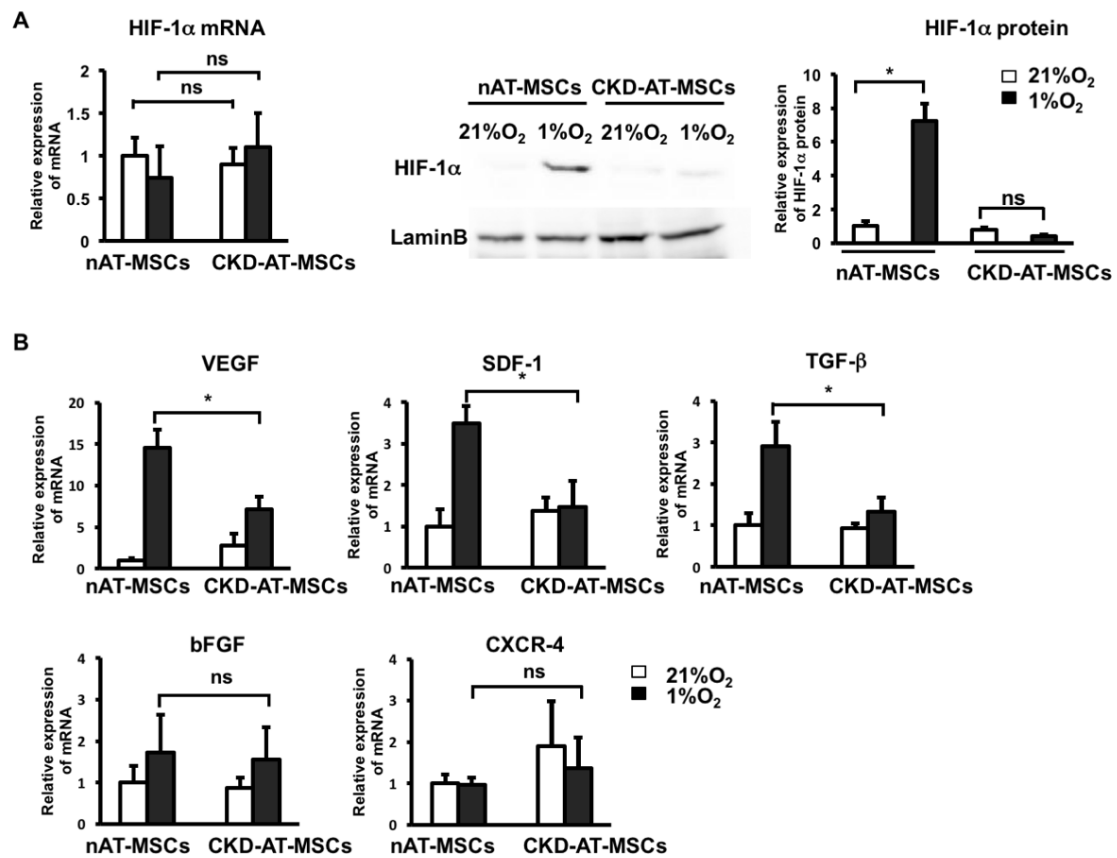 A
HIF-1α mRNA
Relative expression
of mRNA
2
1.5
1
0.5
0
ns
ns
nAT-MSCs CKD-AT-MSCs
nAT-MSCs CKD-AT-MSCs
21%O₂ 1%O₂ 21%O₂ 1%O₂
HIF-1α
LaminB
HIF-1α protein
Relative expression
of HIF-1α protein
10
8
6
4
2
0
*
ns
21%O₂
1%O₂
nAT-MSCs CKD-AT-MSCs
B
VEGF
Relative expression
of mRNA
20
15
10
5
0
*
nAT-MSCs CKD-AT-MSCs
SDF-1
Relative expression
of mRNA
4
3
2
1
0
*
nAT-MSCs CKD-AT-MSCs
TGF-β
Relative expression
of mRNA
4
3
2
1
0
*
nAT-MSCs CKD-AT-MSCs
bFGF
Relative expression
of mRNA
4
3
2
1
0
ns
nAT-MSCs CKD-AT-MSCs
CXCR-4
Relative expression
of mRNA
4
3
2
1
0
ns
21%O₂
1%O₂
nAT-MSCs CKD-AT-MSCs